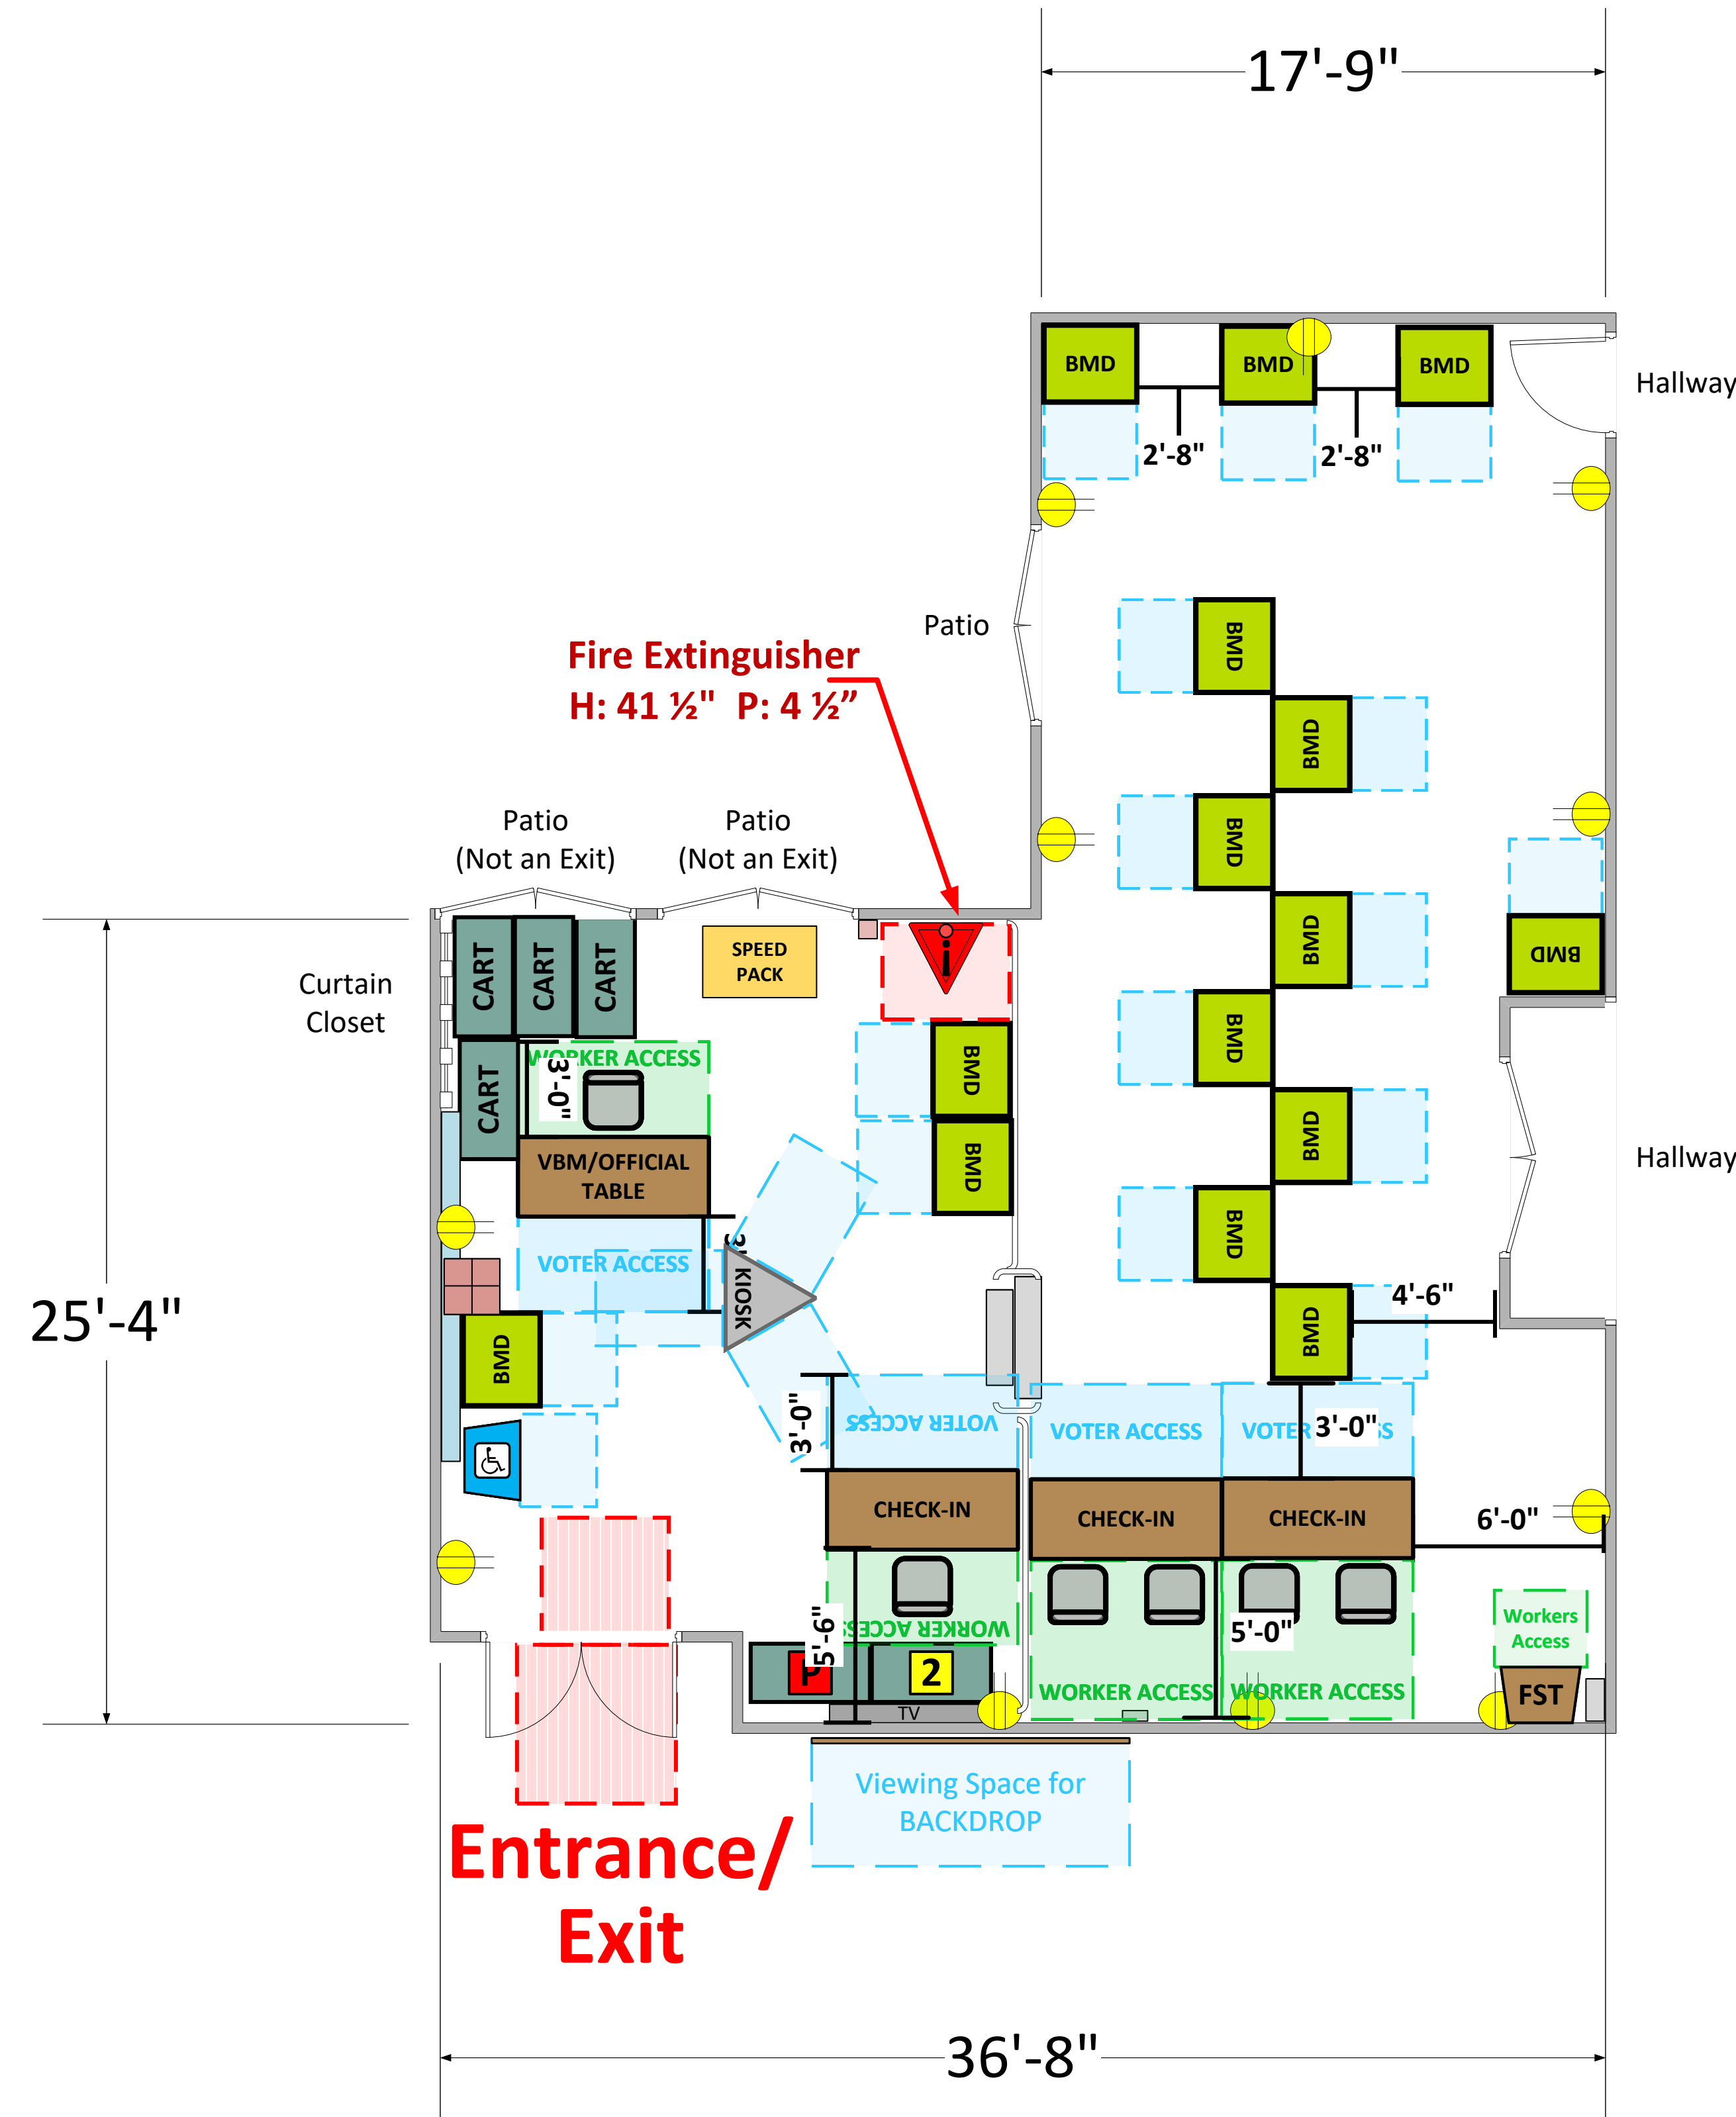 17'-9"
BMD
BMD
BMD
Hallway
2'-8"
2'-8"
Patio
BMD
Fire Extinguisher
H: 41 ½"  P: 4 ½”
BMD
Patio
(Not an Exit)
Patio
(Not an Exit)
BMD
BMD
BMD
CART
CART
CART
SPEED
PACK
Curtain
Closet
BMD
WORKER ACCESS
3'-0"
CART
BMD
BMD
BMD
VBM/OFFICIAL
TABLE
Hallway
BMD
VOTER ACCESS
KIOSK
25'-4"
4'-6"
BMD
BMD
3'-0"
VOTER ACCESS
VOTER ACCESS
VOTER ACCESS
3'-0"
CHECK-IN
CHECK-IN
CHECK-IN
6'-0"
5'-6"
WORKER ACCESS
5'-0"
Workers
Access
P
2
WORKER ACCESS
WORKER ACCESS
FST
TV
Viewing Space for
BACKDROP
Entrance/
Exit
36'-8"